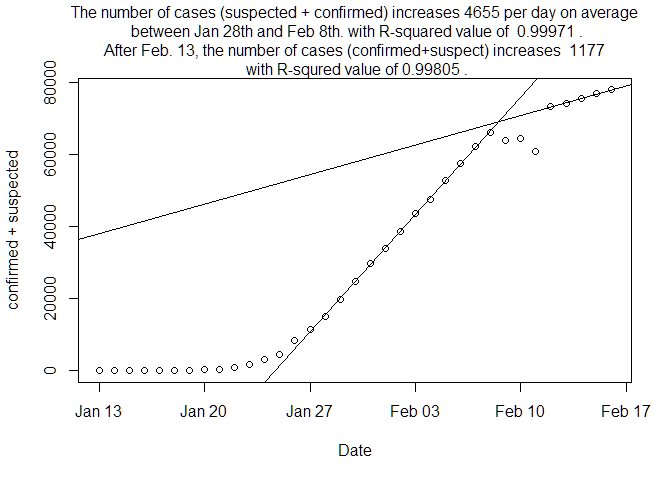 The number of cases (suspected + confirmed) increases 4655 per day on average
between Jan 28th and Feb 8th. with R-squared value of  0.99971 .
After Feb. 13, the number of cases (confirmed+suspect) increases  1177
with R-squred value of 0.99805 .
confirmed + suspected
80000
60000
40000
20000
0
Jan 13
Jan 20
Jan 27
Feb 03
Feb 10
Feb 17
Date